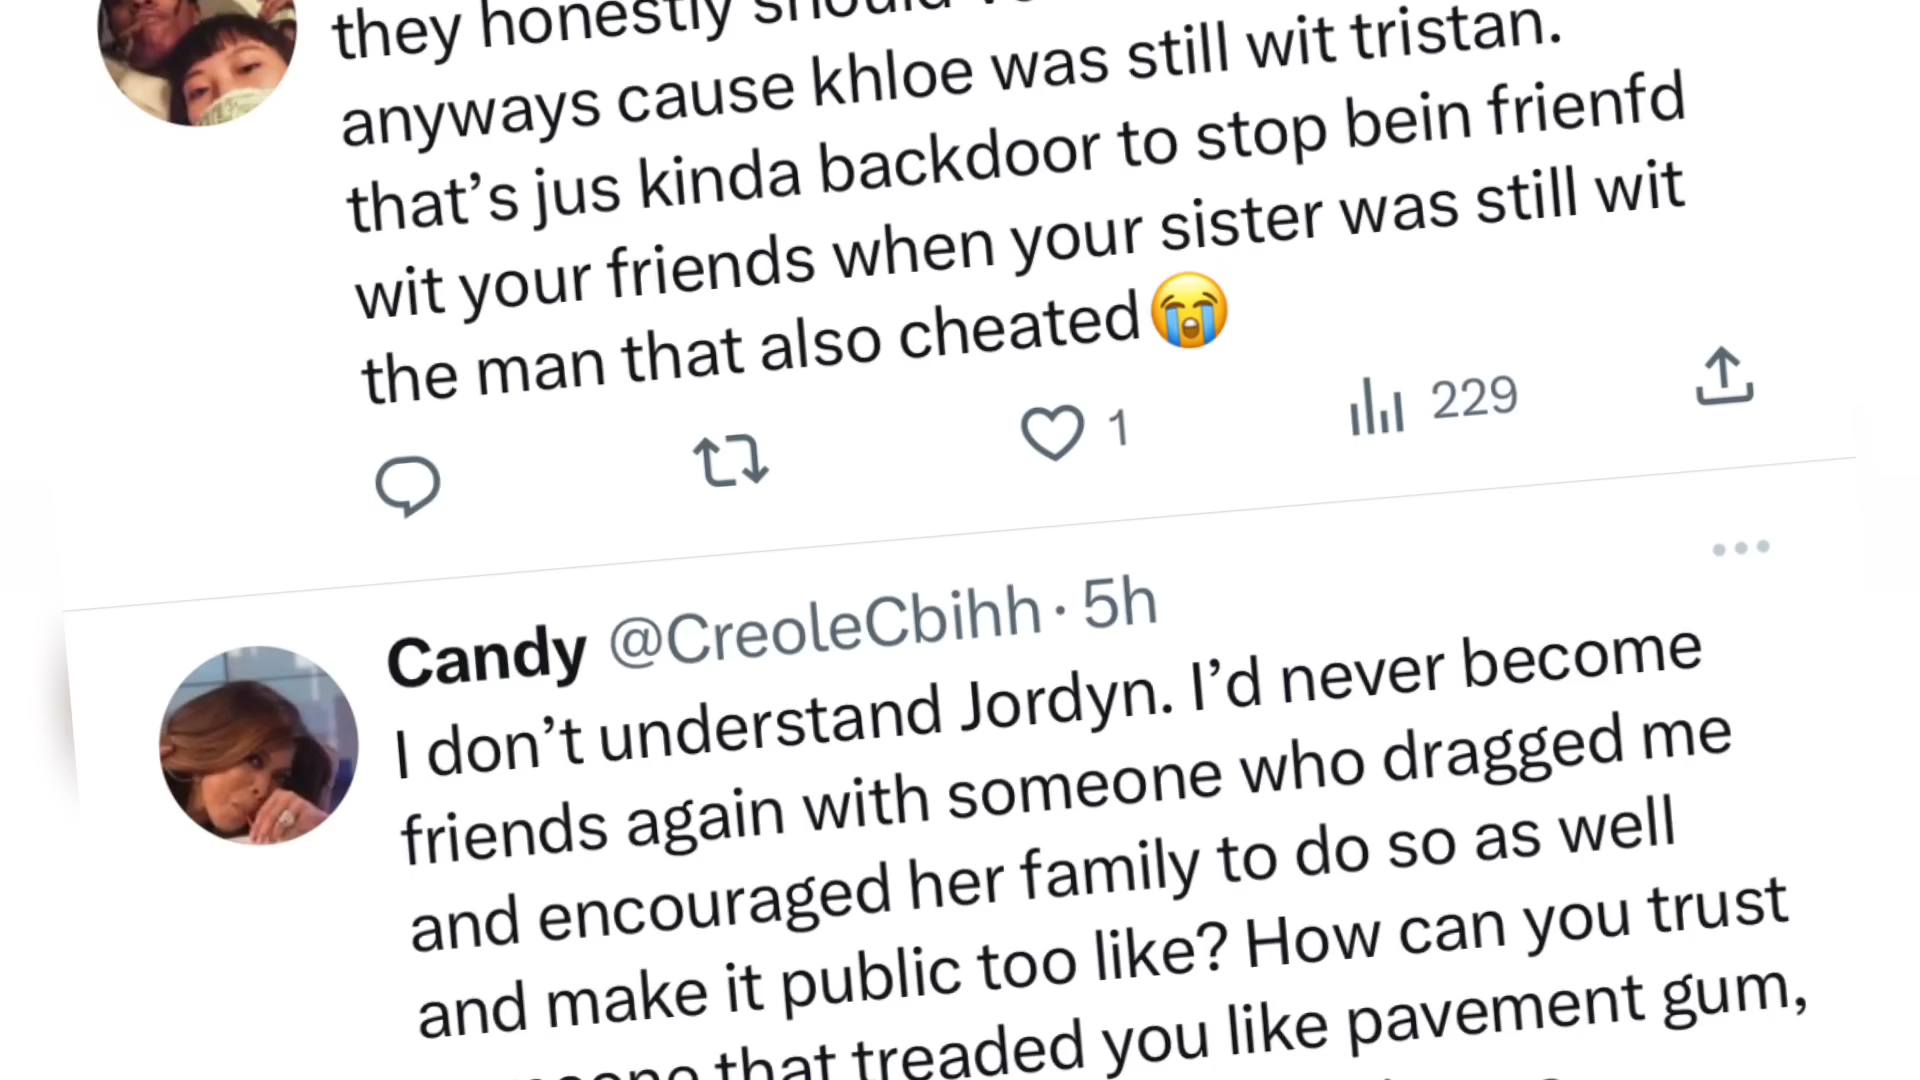 they honestly should
anyways cause khloe was still wit tristan.
that’s jus kinda backdoor to stop bein frienfd
wit your friends when your sister was still wit
the man that also cheated😭
1 229
Candy @CreoleCbihh · 5h
I don’t understand Jordyn. I’d never become
friends again with someone who dragged me
and encouraged her family to do so as well
and make it public too like? How can you trust
that treaded you like pavement gum,